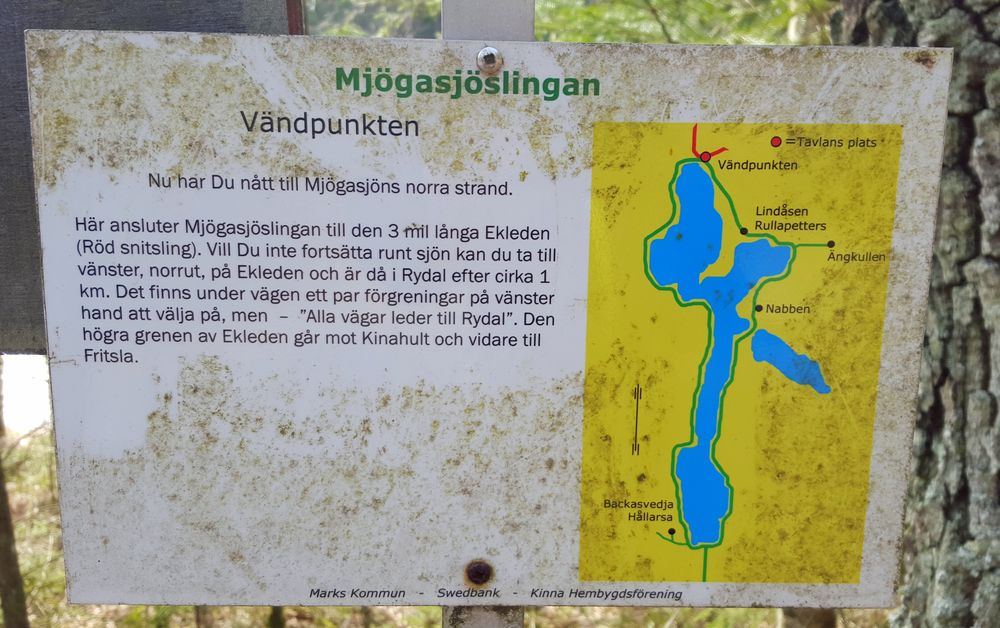 Mjögasjöslingan
Vändpunkten
Nu har Du nått till Mjögasjöns norra strand.
Här ansluter Mjögasjöslingan till den 3 mil långa Ekleden
(Röd snitsling). Vill Du inte fortsätta runt sjön kan du ta till
vänster, norrut, på Ekleden och är då i Rydal efter cirka 1
km. Det finns under vägen ett par förgreningar på vänster
hand att välja på, men – ”Alla vägar leder till Rydal”. Den
högra grenen av Ekleden går mot Kinahult och vidare till
Fritsla.
=Tavlans plats
Vändpunkten
Lindåsen
Rullapetters
Ängkullen
Nabben
Backasvedja
Hållarsa
Marks Kommun - Swedbank - Kinna Hembygdsförening